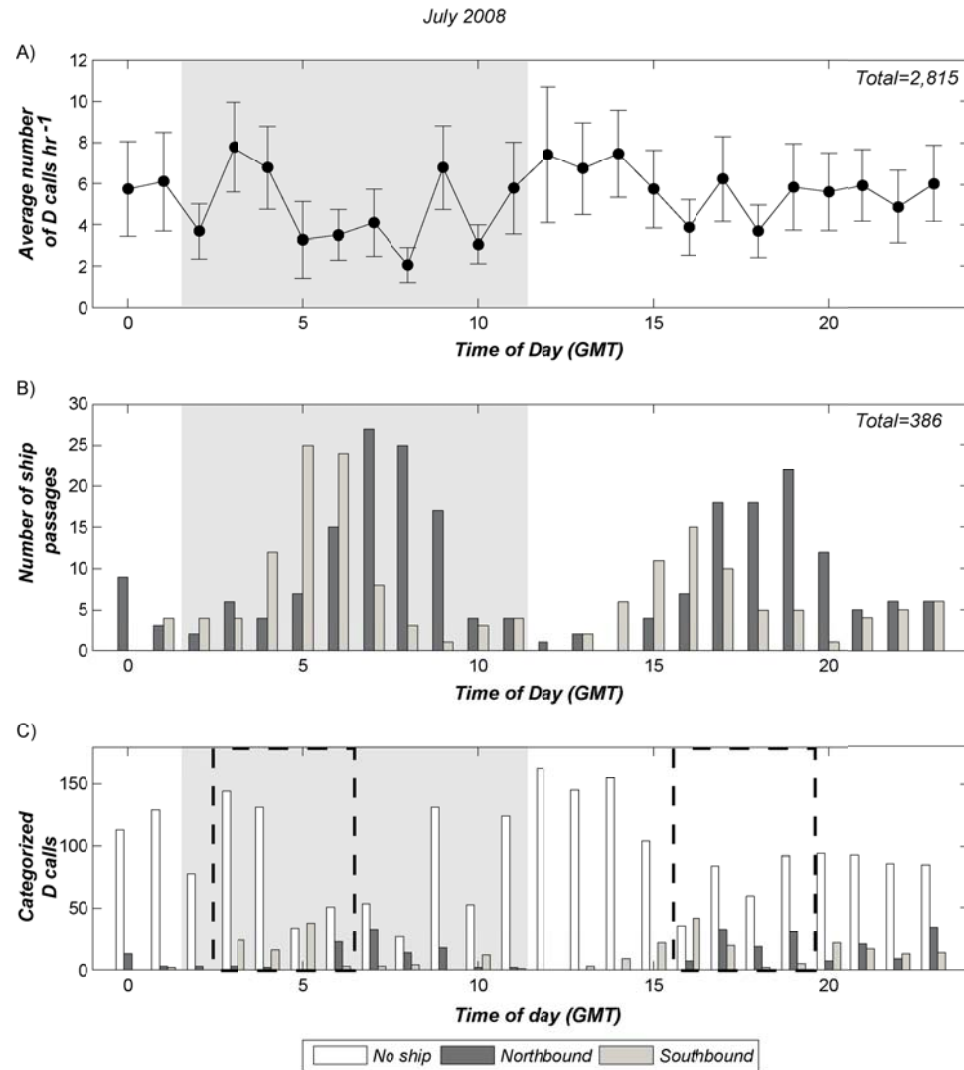 July 2008
A)
Total=2,815
12
10
8
6
4
2
0
Average number
of D calls hr-1
0 5 10 15 20
Time of Day (GMT)
B)
Total=386
30
25
20
15
10
5
0
Number of ship
passages
0 5 10 15 20
Time of Day (GMT)
C)
150
100
50
0
Categorized
D calls
0 5 10 15 20
Time of day (GMT)
No ship Northbound Southbound